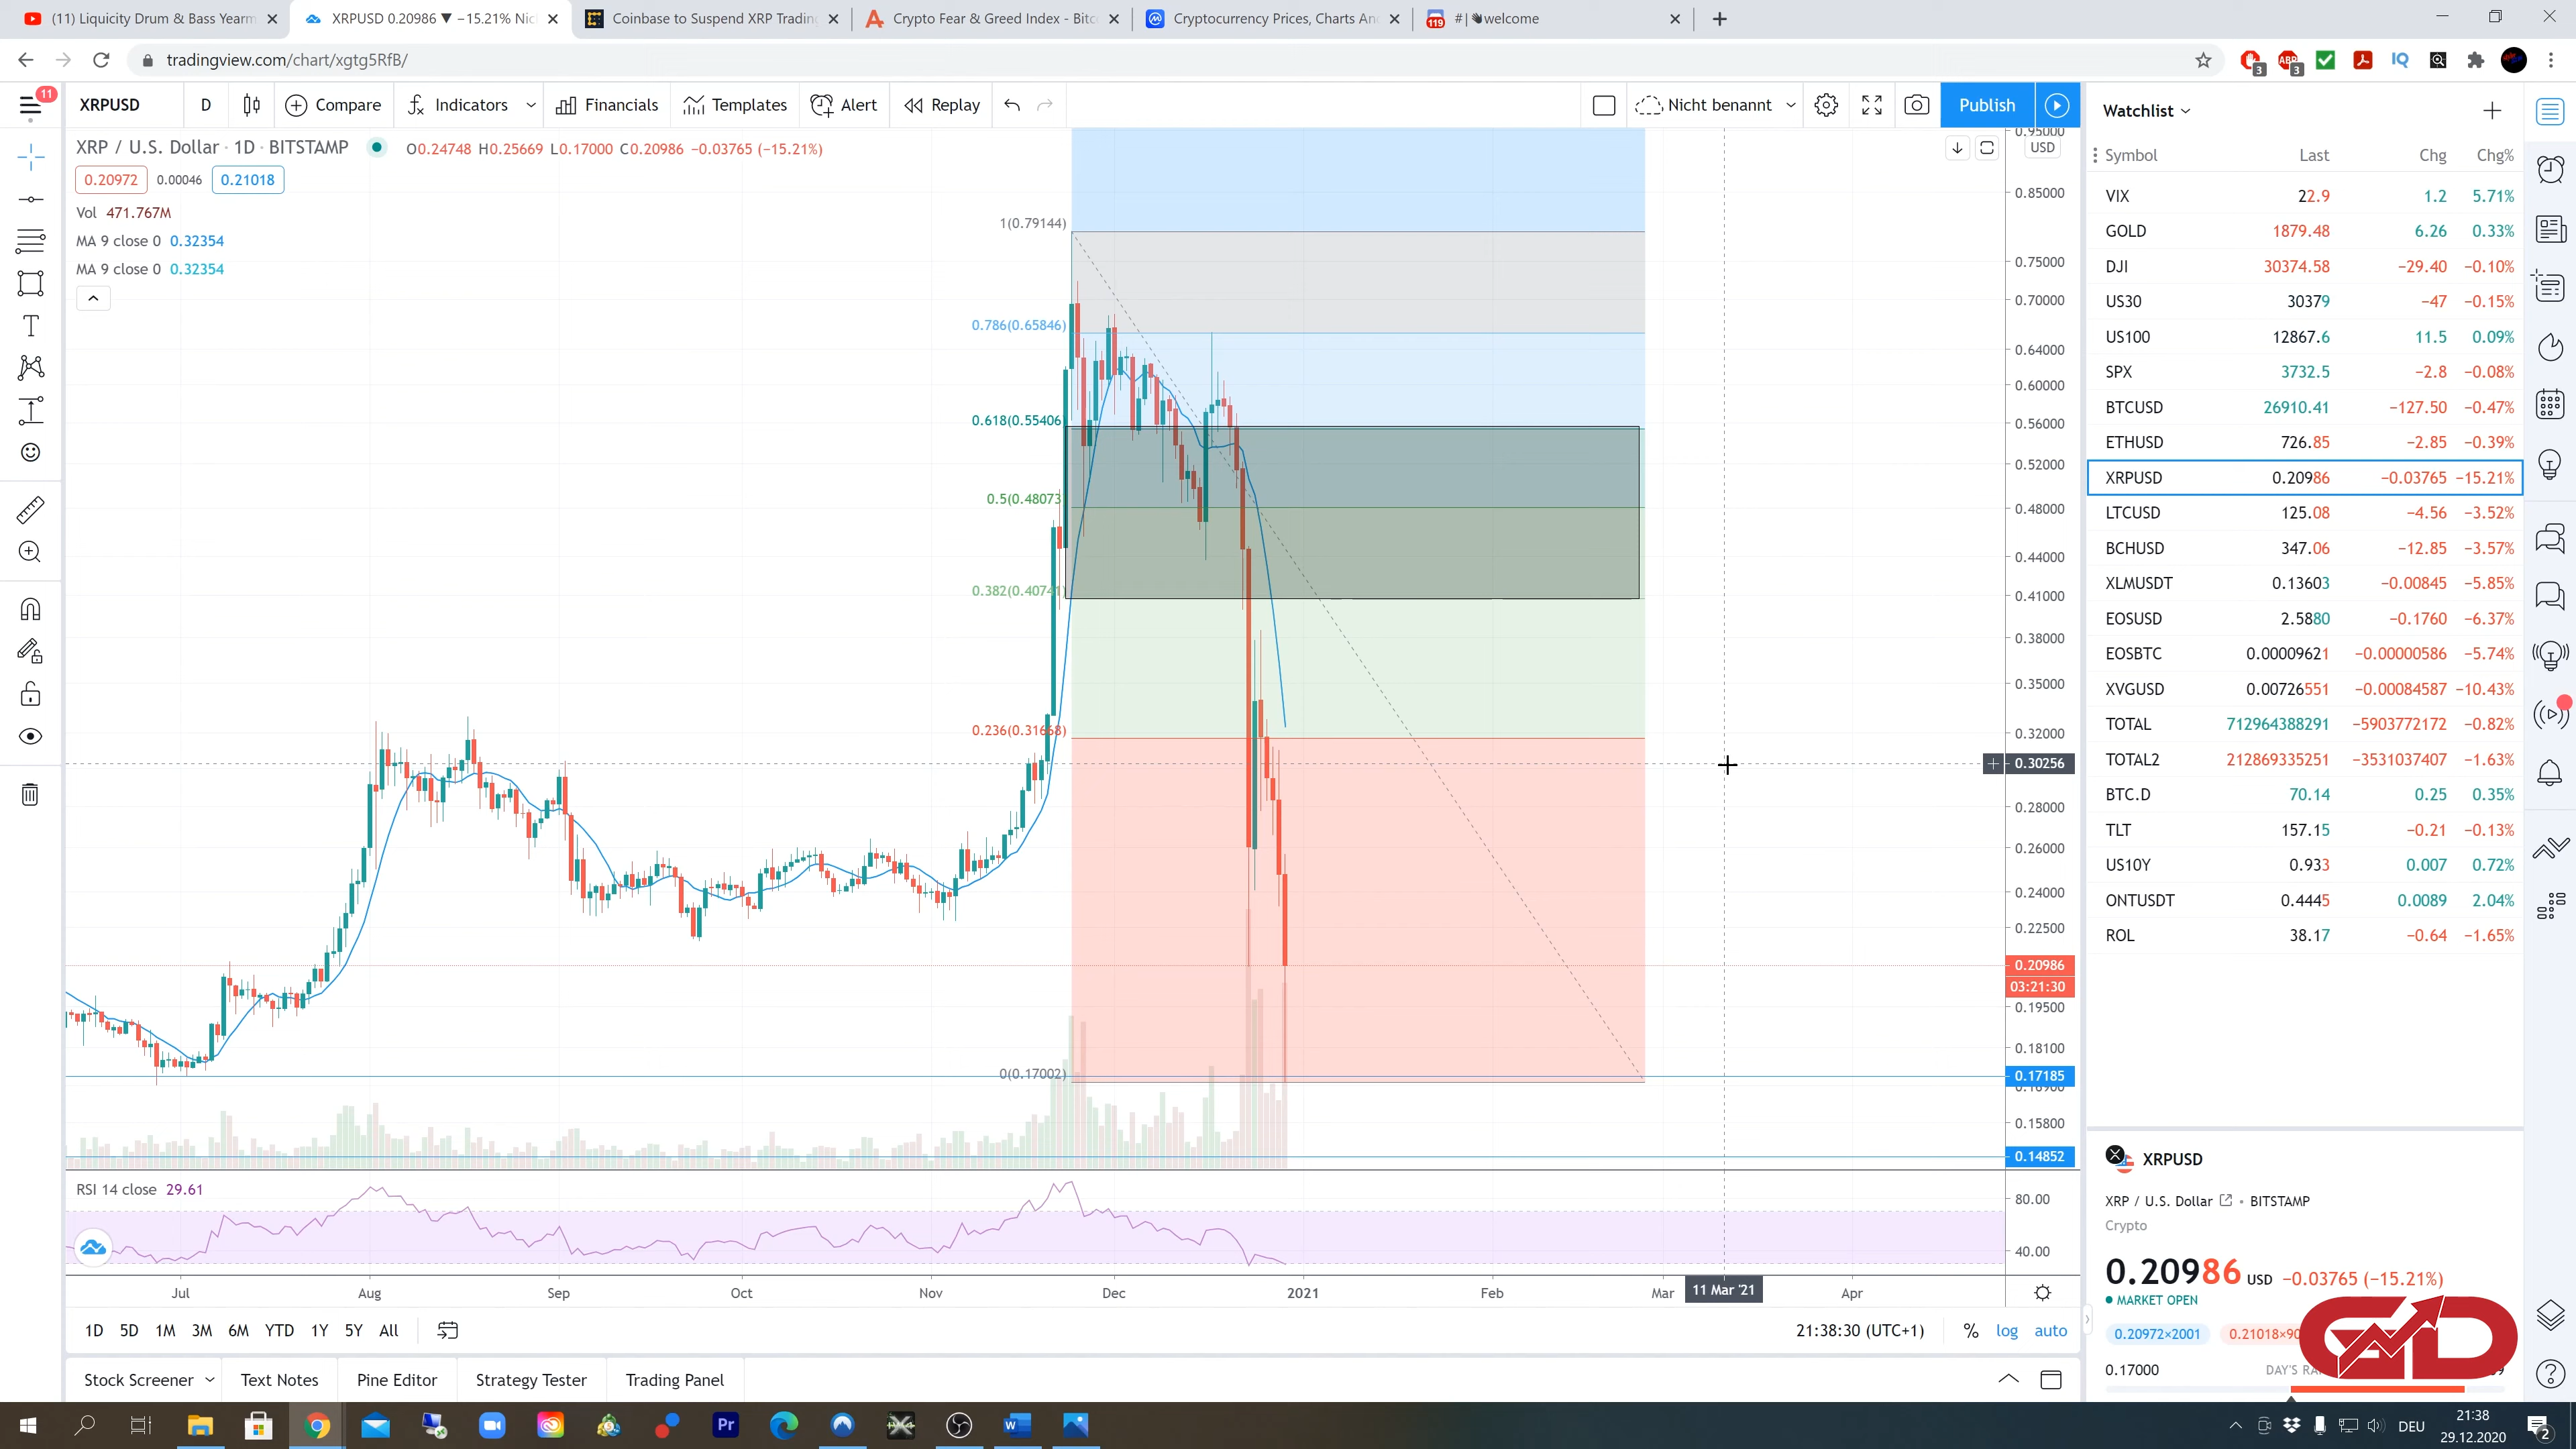 (11) Liquicity Drum & Bass Yearm
XRPUSD 0.20986 ▼ −15.21% Nic
Coinbase to Suspend XRP Trading
Crypto Fear & Greed Index - Bitc
Cryptocurrency Prices, Charts An
119
# | 👋welcome
tradingview.com/chart/xgtg5RfB/
3
ABP
3
IQ
11
XRPUSD
D
Compare
Indicators
Financials
Templates
Alert
Replay
Nicht benannt
Publish
XRP / U.S. Dollar · 1D · BITSTAMP
O0.24748 H0.25669 L0.17000 C0.20986 −0.03765 (−15.21%)
0.20972
0.00046
0.21018
Vol 471.767M
MA 9 close 0 0.32354
MA 9 close 0 0.32354
1(0.79144)
0.786(0.65846)
0.618(0.55406)
0.5(0.48073)
0.382(0.40741)
0.236(0.31668)
0(0.17002)
0.95000
USD
0.85000
0.75000
0.70000
0.64000
0.60000
0.56000
0.52000
0.48000
0.44000
0.41000
0.38000
0.35000
0.32000
0.30256
0.28000
0.26000
0.24000
0.22500
0.20986
03:21:30
0.19500
0.18100
0.17185
0.15800
0.14852
RSI 14 close 29.61
80.00
40.00
Jul
Aug
Sep
Oct
Nov
Dec
2021
Feb
Mar
11 Mar '21
Apr
1D 5D 1M 3M 6M YTD 1Y 5Y All
21:38:30 (UTC+1)
%
log
auto
Stock Screener
Text Notes
Pine Editor
Strategy Tester
Trading Panel
Watchlist
Symbol Last Chg Chg%
VIX 22.9 1.2 5.71%
GOLD 1879.48 6.26 0.33%
DJI 30374.58 −29.40 −0.10%
US30 30379 −47 −0.15%
US100 12867.6 11.5 0.09%
SPX 3732.5 −2.8 −0.08%
BTCUSD 26910.41 −127.50 −0.47%
ETHUSD 726.85 −2.85 −0.39%
XRPUSD 0.20986 −0.03765 −15.21%
LTCUSD 125.08 −4.56 −3.52%
BCHUSD 347.06 −12.85 −3.57%
XLMUSDT 0.13603 −0.00845 −5.85%
EOSUSD 2.5880 −0.1760 −6.37%
EOSBTC 0.00009621 −0.00000586 −5.74%
XVGUSD 0.00726551 −0.00084587 −10.43%
TOTAL 712964388291 −5903772172 −0.82%
TOTAL2 212869335251 −3531037407 −1.63%
BTC.D 70.14 0.25 0.35%
TLT 157.15 −0.21 −0.13%
US10Y 0.933 0.007 0.72%
ONTUSDT 0.4445 0.0089 2.04%
ROL 38.17 −0.64 −1.65%
XRPUSD
XRP / U.S. Dollar • BITSTAMP
Crypto
0.20986 USD −0.03765 (−15.21%)
MARKET OPEN
0.20972×2001
0.21018×90
0.17000
DAY'S RA
Pr
DEU
21:38
29.12.2020
2